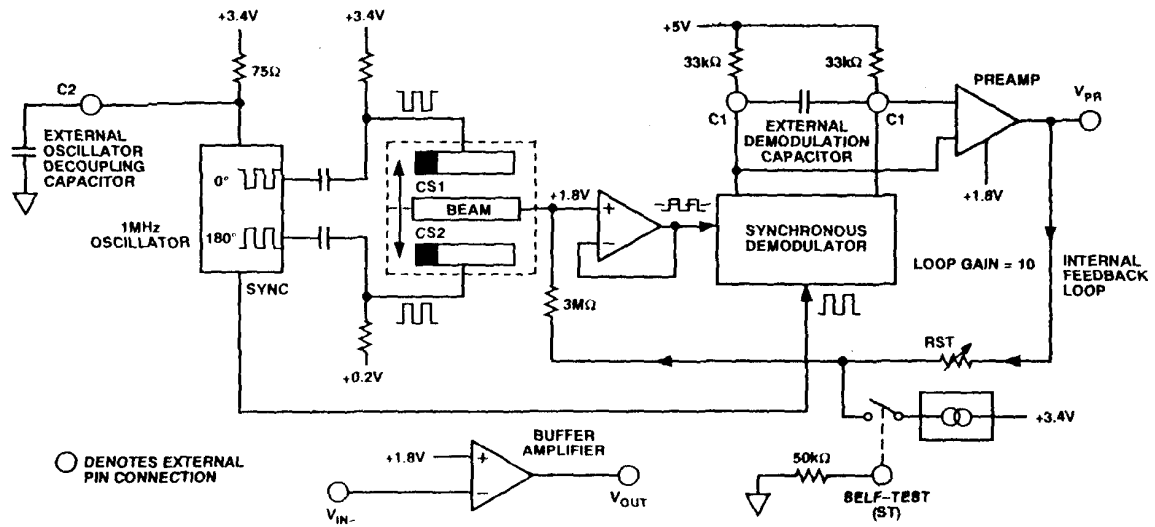 +3.4V
+3.4V
+5V
75Ω
33kΩ
33kΩ
PREAMP
C2
V_PR
EXTERNAL
OSCILLATOR
DECOUPLING
CAPACITOR
C1
C1
EXTERNAL
DEMODULATION
CAPACITOR
+1.8V
0°
1MHz
OSCILLATOR
180°
SYNC
CS1
BEAM
CS2
+1.8V
+
−
SYNCHRONOUS
DEMODULATOR
LOOP GAIN = 10
INTERNAL
FEEDBACK
LOOP
3MΩ
RST
+0.2V
+3.4V
BUFFER
AMPLIFIER
+1.8V
+
−
V_IN-
V_OUT
50kΩ
SELF-TEST
(ST)
DENOTES EXTERNAL
PIN CONNECTION